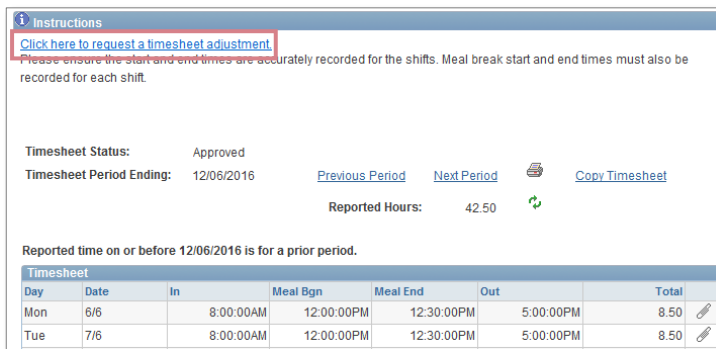 Instructions
Click here to request a timesheet adjustment.
Please ensure the start and end times are accurately recorded for the shifts. Meal break start and end times must also be
recorded for each shift.
Timesheet Status: Approved
Timesheet Period Ending: 12/06/2016 Previous Period Next Period Copy Timesheet
Reported Hours: 42.50
Reported time on or before 12/06/2016 is for a prior period.
Timesheet
Day Date In Meal Bgn Meal End Out Total
Mon 6/6 8:00:00AM 12:00:00PM 12:30:00PM 5:00:00PM 8.50
Tue 7/6 8:00:00AM 12:00:00PM 12:30:00PM 5:00:00PM 8.50